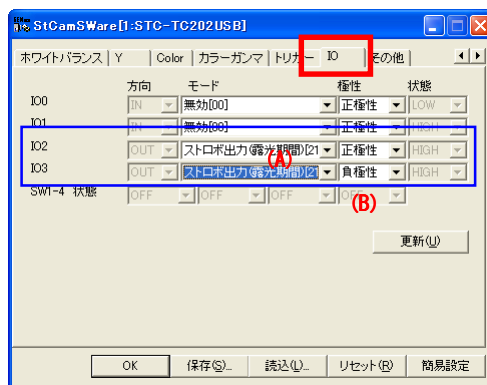 StCamSWare[1:STC-TC202USB]
ホワイトバランス Y Color カラーガンマ トリガー IO その他
方向 モード 極性 状態
IO0 IN 無効[00] 正極性 LOW
IO1 IN 無効[00] 正極性 HIGH
IO2 OUT ストロボ出力(露光期間)[21 正極性 HIGH
(A)
IO3 OUT ストロボ出力(露光期間)[21 負極性 HIGH
SW1-4 状態 OFF OFF OFF OFF
(B)
更新(U)
OK 保存(S)... 読込(L)... リセット(R) 簡易設定